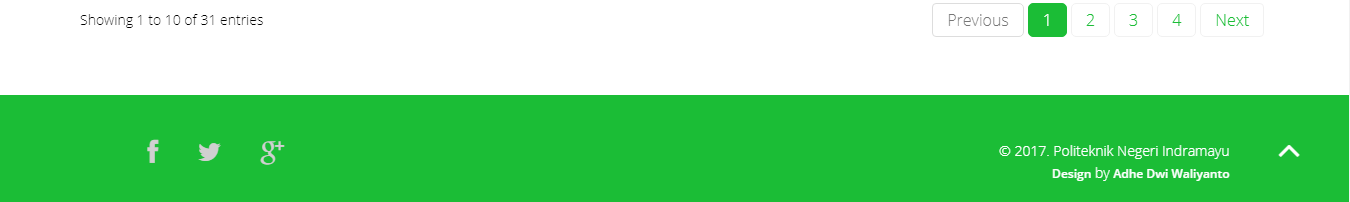 Showing 1 to 10 of 31 entries
Previous 1 2 3 4 Next
© 2017. Politeknik Negeri Indramayu
Design by Adhe Dwi Waliyanto